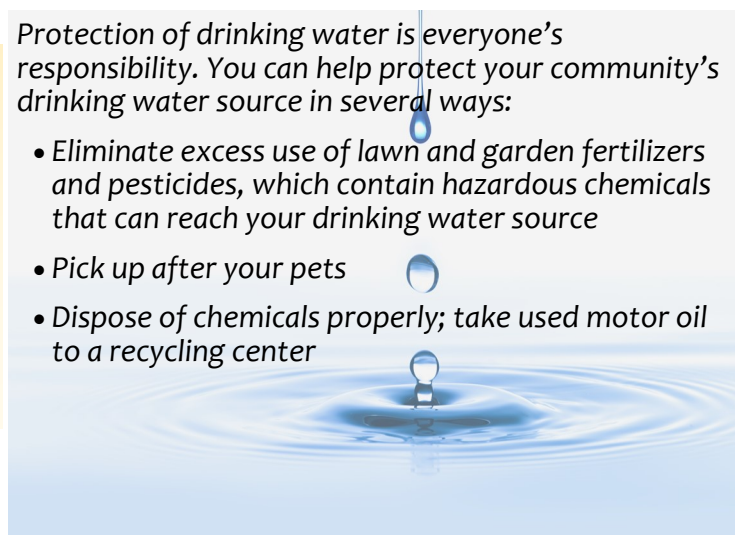 Protection of drinking water is everyone’s
responsibility. You can help protect your community’s
drinking water source in several ways:
• Eliminate excess use of lawn and garden fertilizers
and pesticides, which contain hazardous chemicals
that can reach your drinking water source
• Pick up after your pets
• Dispose of chemicals properly; take used motor oil
to a recycling center